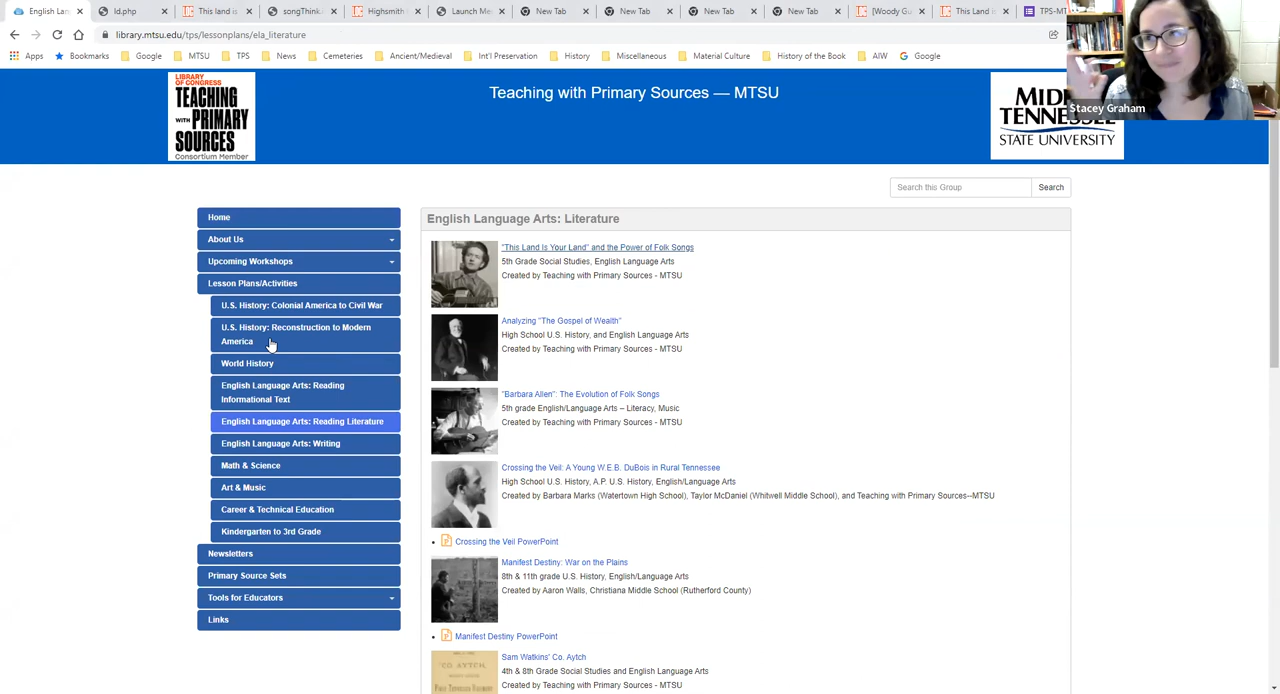 English Lan
ld.php
This land is
songThink.
Highsmith
Launch Me
New Tab
New Tab
New Tab
New Tab
[Woody Gu
This Land i
TPS-MT
library.mtsu.edu/tps/lessonplans/ela_literature
Apps
Bookmarks
Google
MTSU
TPS
News
Cemeteries
Ancient/Medieval
Int'l Preservation
History
Miscellaneous
Material Culture
History of the Book
AIW
Google
Stacey Graham
LIBRARY
OF CONGRESS
TEACHING
WITH PRIMARY
SOURCES
Consortium Member
Teaching with Primary Sources — MTSU
MID
TENNESSEE
STATE UNIVERSITY
Search this Group
Search
Home
About Us
Upcoming Workshops
Lesson Plans/Activities
U.S. History: Colonial America to Civil War
U.S. History: Reconstruction to Modern
America
World History
English Language Arts: Reading
Informational Text
English Language Arts: Reading Literature
English Language Arts: Writing
Math & Science
Art & Music
Career & Technical Education
Kindergarten to 3rd Grade
Newsletters
Primary Source Sets
Tools for Educators
Links
English Language Arts: Literature
"This Land Is Your Land" and the Power of Folk Songs
5th Grade Social Studies, English Language Arts
Created by Teaching with Primary Sources - MTSU
Analyzing "The Gospel of Wealth"
High School U.S. History, and English Language Arts
Created by Teaching with Primary Sources - MTSU
"Barbara Allen": The Evolution of Folk Songs
5th grade English/Language Arts – Literacy, Music
Created by Teaching with Primary Sources - MTSU
Crossing the Veil: A Young W.E.B. DuBois in Rural Tennessee
High School U.S. History, A.P. U.S. History, English/Language Arts
Created by Barbara Marks (Watertown High School), Taylor McDaniel (Whitwell Middle School), and Teaching with Primary Sources--MTSU
Crossing the Veil PowerPoint
Manifest Destiny: War on the Plains
8th & 11th grade U.S. History, English/Language Arts
Created by Aaron Walls, Christiana Middle School (Rutherford County)
Manifest Destiny PowerPoint
"CO. AYTCH,"
Sam Watkins' Co. Aytch
4th & 8th Grade Social Studies and English Language Arts
Created by Teaching with Primary Sources - MTSU